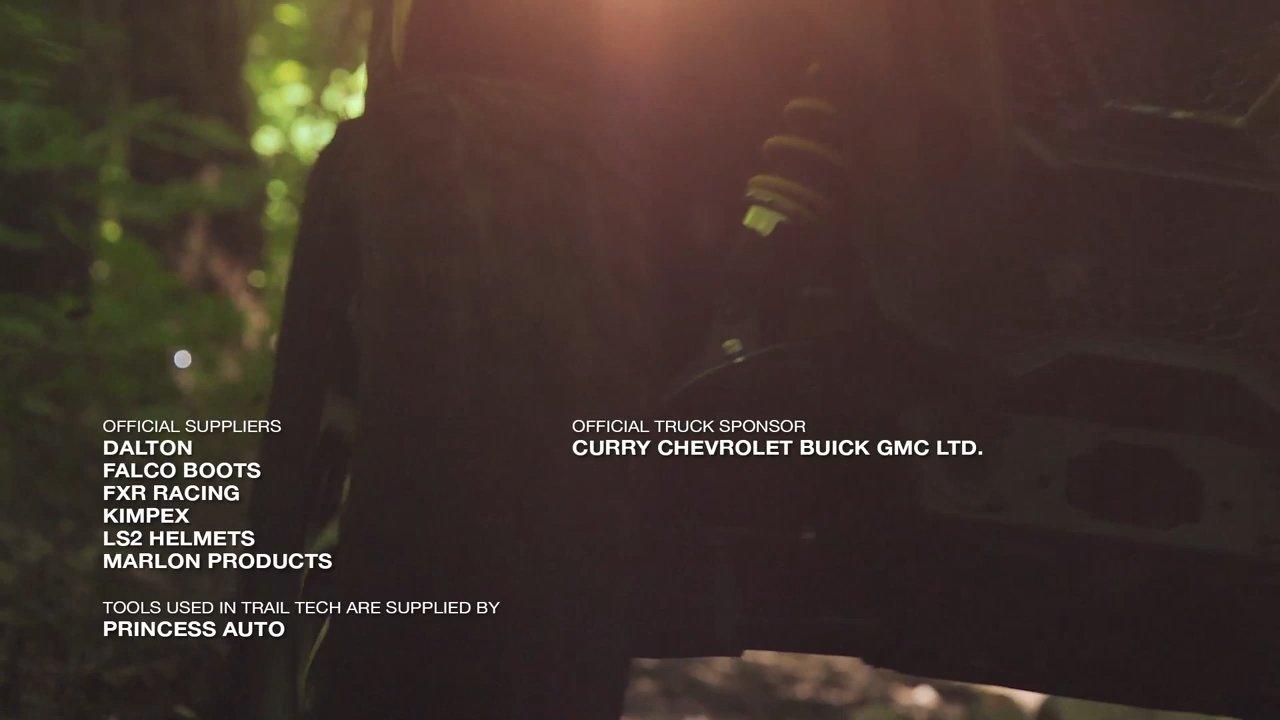 OFFICIAL SUPPLIERS
DALTON
FALCO BOOTS
FXR RACING
KIMPEX
LS2 HELMETS
MARLON PRODUCTS
TOOLS USED IN TRAIL TECH ARE SUPPLIED BY
PRINCESS AUTO
OFFICIAL TRUCK SPONSOR
CURRY CHEVROLET BUICK GMC LTD.